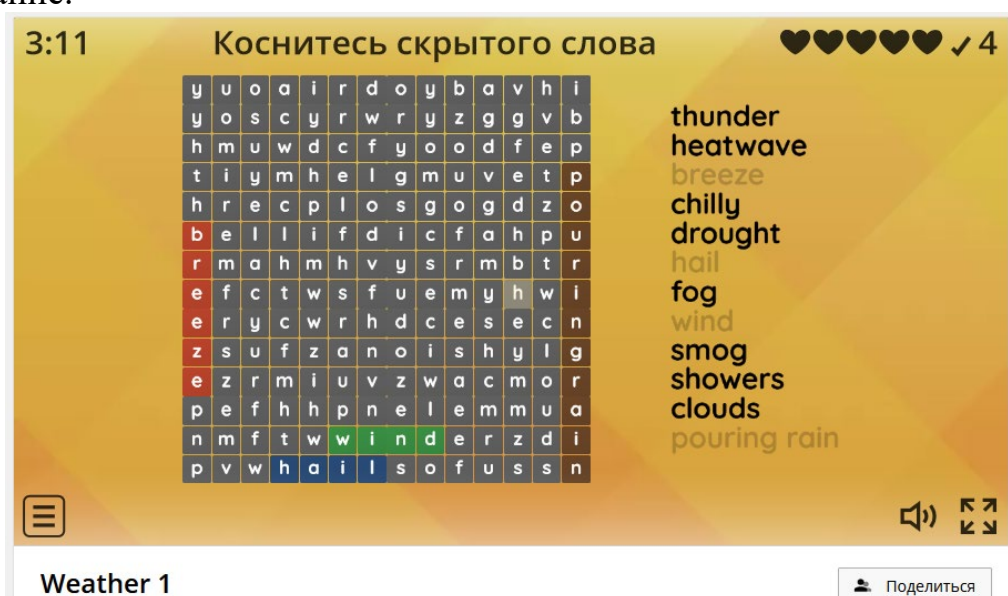 3:11 Коснитесь скрытого слова ✓ 4
y u o a i r d o y b a v h i
y o s c y r w r y z g g v b
h m u w d c f y o o d f e p
t i y m h e l g m u v e t p
h r e c p l o s g o g d z o
b e l l i f d i c f a h p u
r m a h m h v y s r m b t r
e f c t w s f u e m y h w i
e r y c w r h d c e s e c n
z s u f z a n o i s h y l g
e z r m i u v z w a c m o r
p e f h h p n e l e m m u a
n m f t w w i n d e r z d i
p v w h a i l s o f u s s n
thunder
heatwave
breeze
chilly
drought
hail
fog
wind
smog
showers
clouds
pouring rain
Weather 1
Поделиться